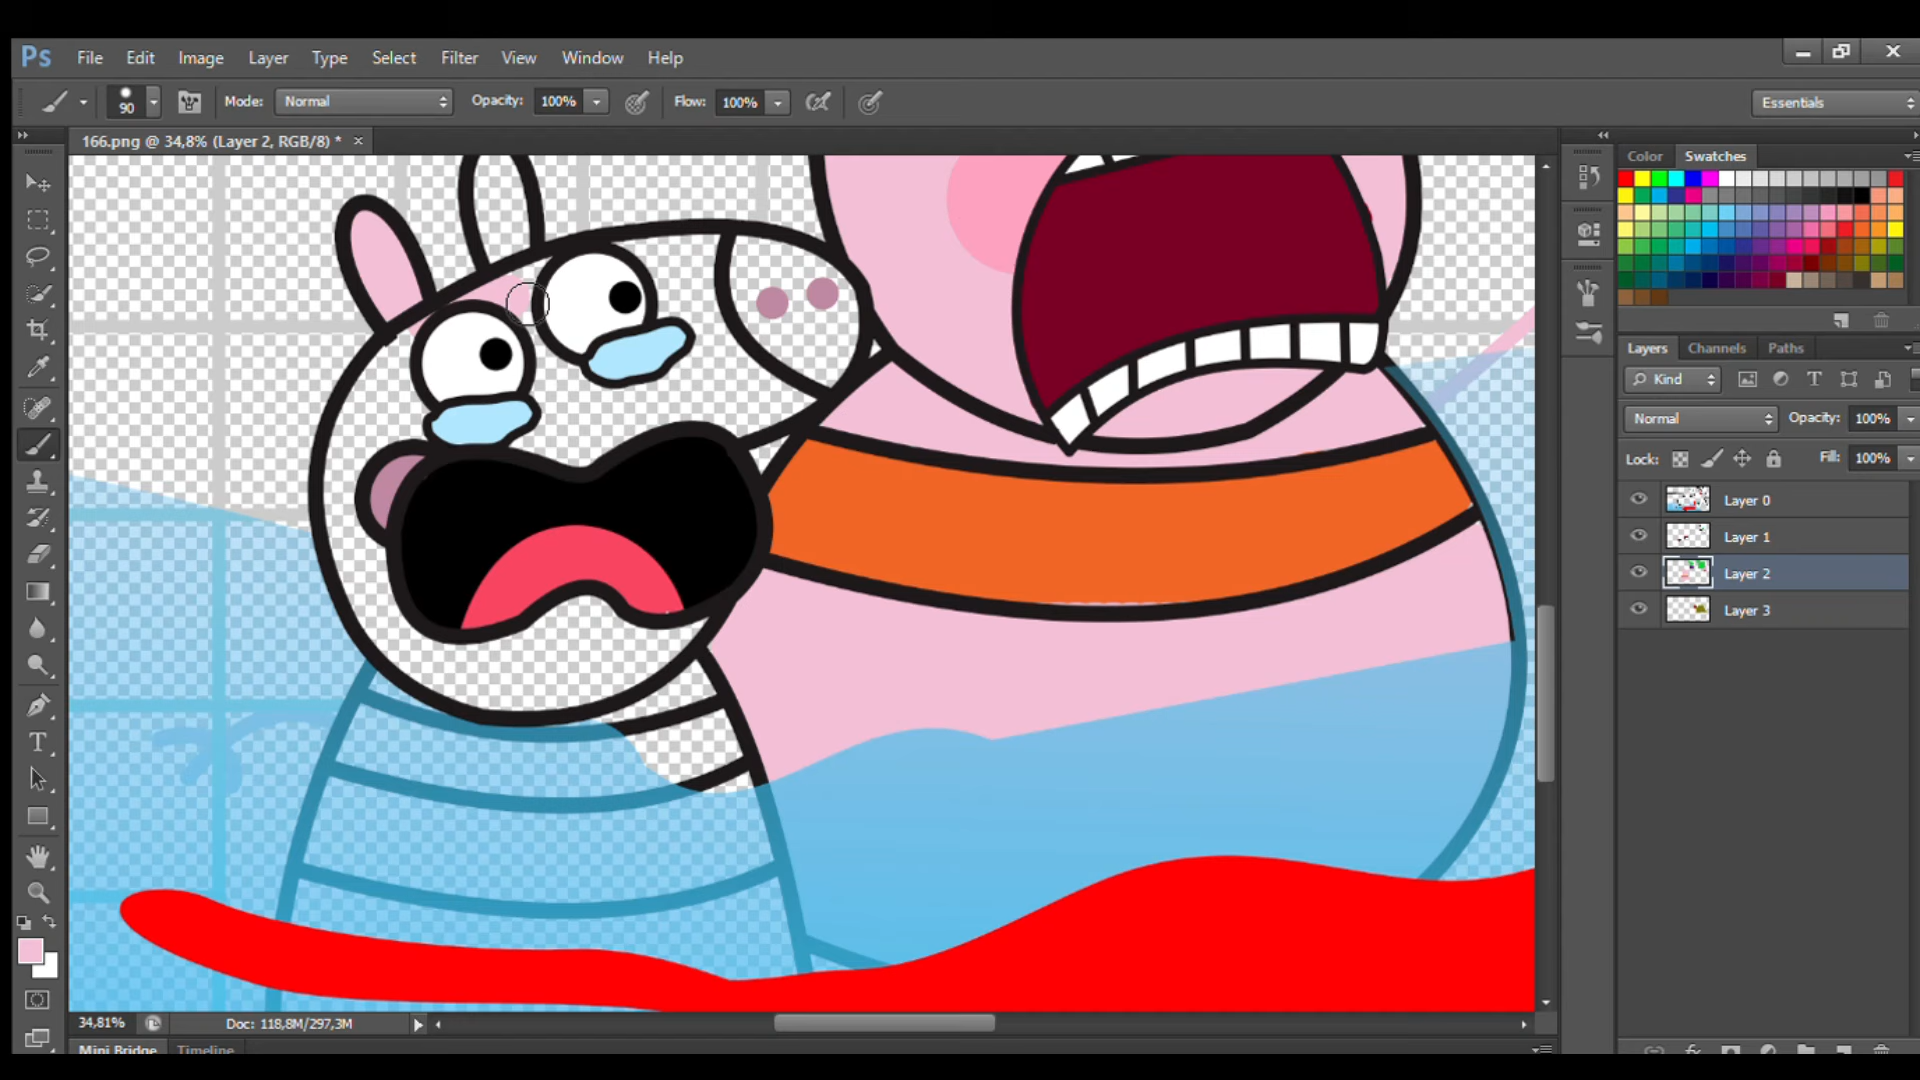 Ps File Edit Image Layer Type Select Filter View Window Help
90 Mode: Normal Opacity: 100% Flow: 100% Essentials
166.png @ 34,8% (Layer 2, RGB/8) * ×
Color Swatches
Layers Channels Paths
Kind
Normal Opacity: 100%
Lock: Fill: 100%
Layer 0
Layer 1
Layer 2
Layer 3
34,81% Doc: 118,8M/297,3M
Mini Bridge Timeline